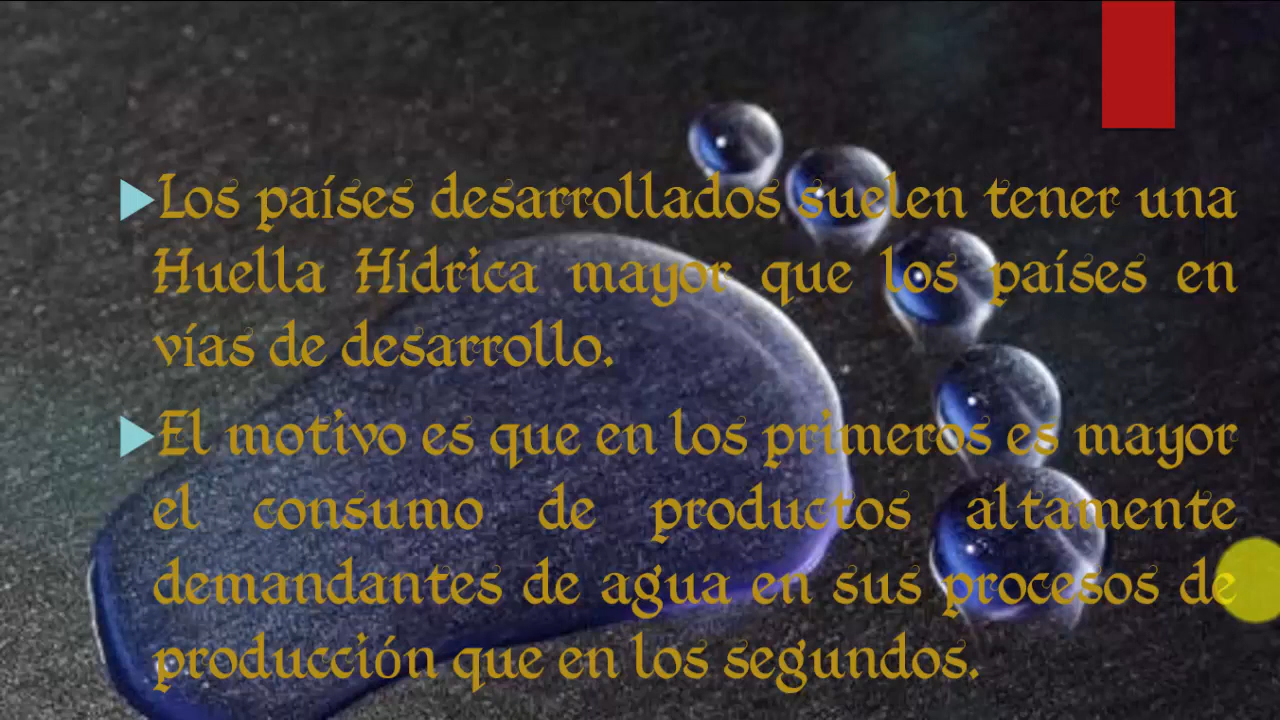 Los países desarrollados suelen tener una
Huella Hídrica mayor que los países en
vías de desarrollo.
El motivo es que en los primeros es mayor
el consumo de productos altamente
demandantes de agua en sus procesos de
producción que en los segundos.